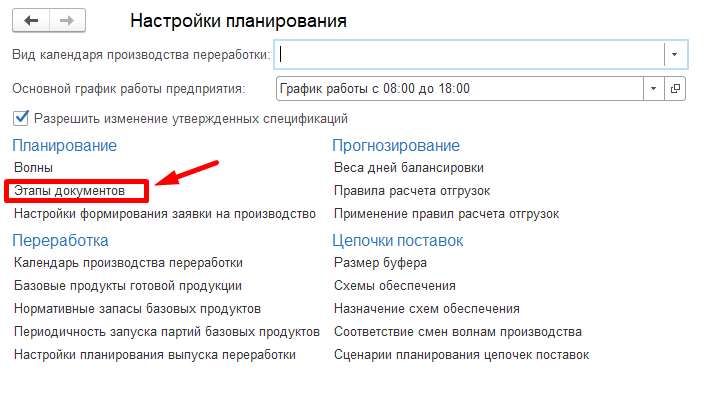 Настройки планирования
Вид календаря производства переработки:
Основной график работы предприятия: График работы с 08:00 до 18:00
Разрешить изменение утвержденных спецификаций
Планирование
Волны
Этапы документов
Настройки формирования заявки на производство
Прогнозирование
Веса дней балансировки
Правила расчета отгрузок
Применение правил расчета отгрузок
Переработка
Календарь производства переработки
Базовые продукты готовой продукции
Нормативные запасы базовых продуктов
Периодичность запуска партий базовых продуктов
Настройки планирования выпуска переработки
Цепочки поставок
Размер буфера
Схемы обеспечения
Назначение схем обеспечения
Соответствие смен волнам производства
Сценарии планирования цепочек поставок